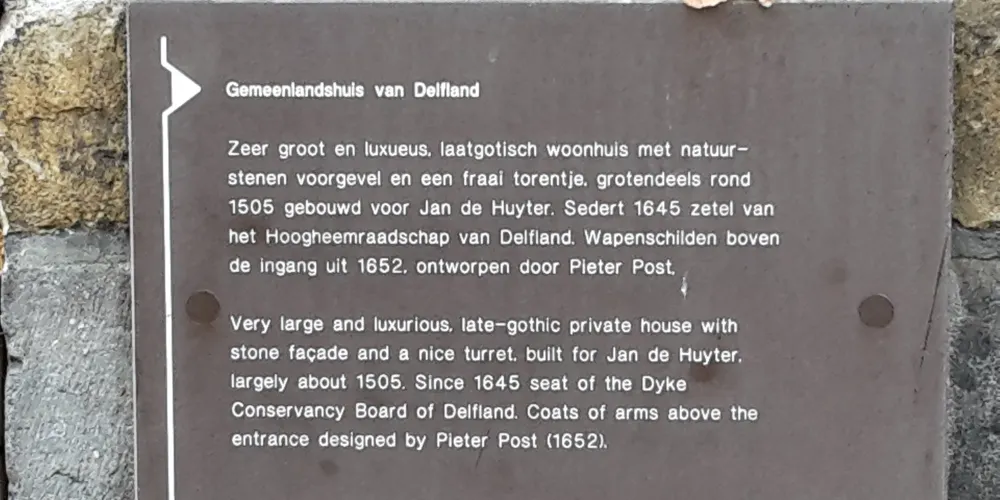 Gemeenlandshuis van Delfland
Zeer groot en luxueus, laatgotisch woonhuis met natuur-
stenen voorgevel en een fraai torentje, grotendeels rond
1505 gebouwd voor Jan de Huyter. Sedert 1645 zetel van
het Hoogheemraadschap van Delfland. Wapenschilden boven
de ingang uit 1652, ontworpen door Pieter Post.
Very large and luxurious, late-gothic private house with
stone façade and a nice turret, built for Jan de Huyter,
largely about 1505. Since 1645 seat of the Dyke
Conservancy Board of Delfland. Coats of arms above the
entrance designed by Pieter Post (1652).